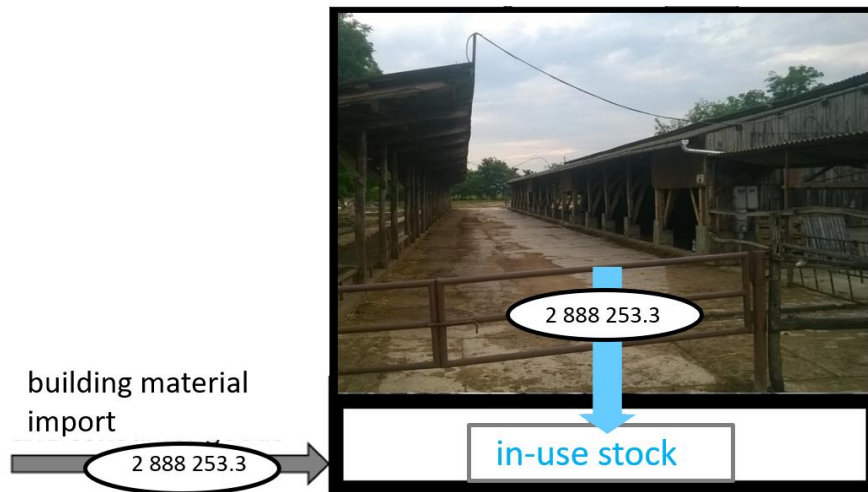 2 888 253.3
building material
import
2 888 253.3
in-use stock